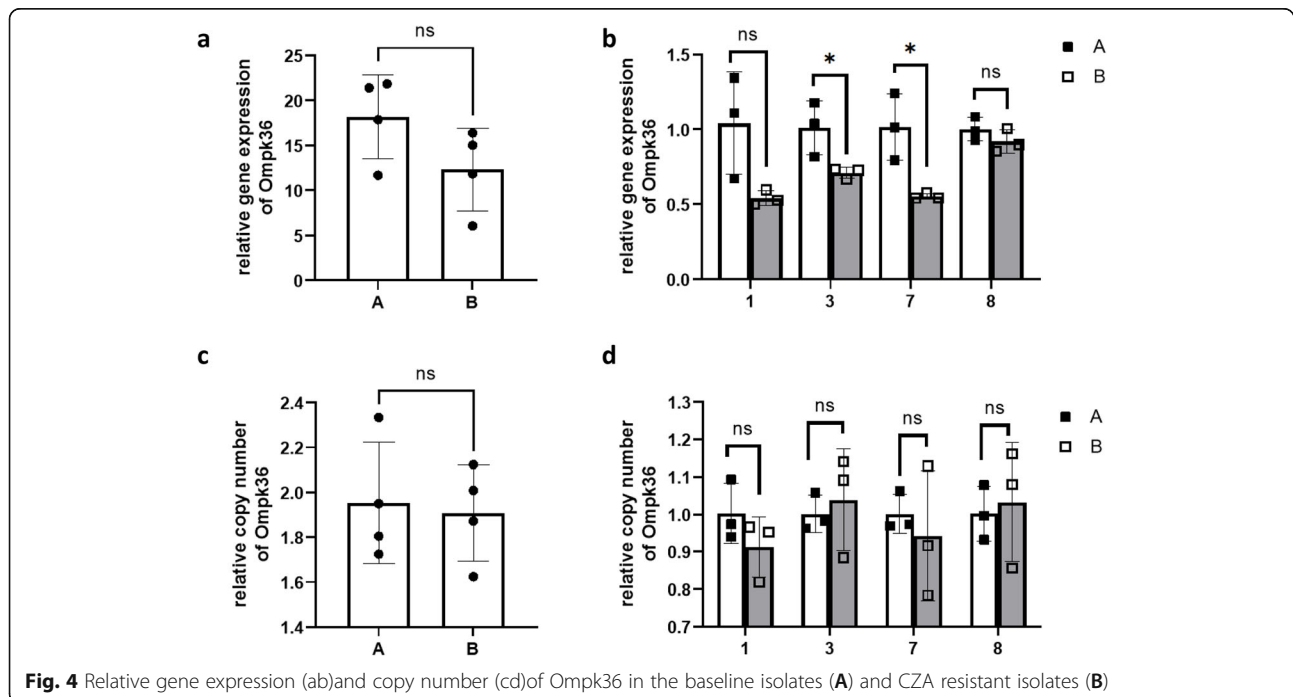 a
ns
relative gene expression
of Ompk36
25
20
15
10
5
0
A
B
b
ns
*
*
ns
A
B
relative gene expression
of Ompk36
1.5
1.0
0.5
0.0
1
3
7
8
c
ns
relative copy number
of Ompk36
2.4
2.2
2.0
1.8
1.6
1.4
A
B
d
ns
ns
ns
ns
A
B
relative copy number
of Ompk36
1.3
1.2
1.1
1.0
0.9
0.8
0.7
1
3
7
8
Fig. 4 Relative gene expression (ab)and copy number (cd)of Ompk36 in the baseline isolates (A) and CZA resistant isolates (B)